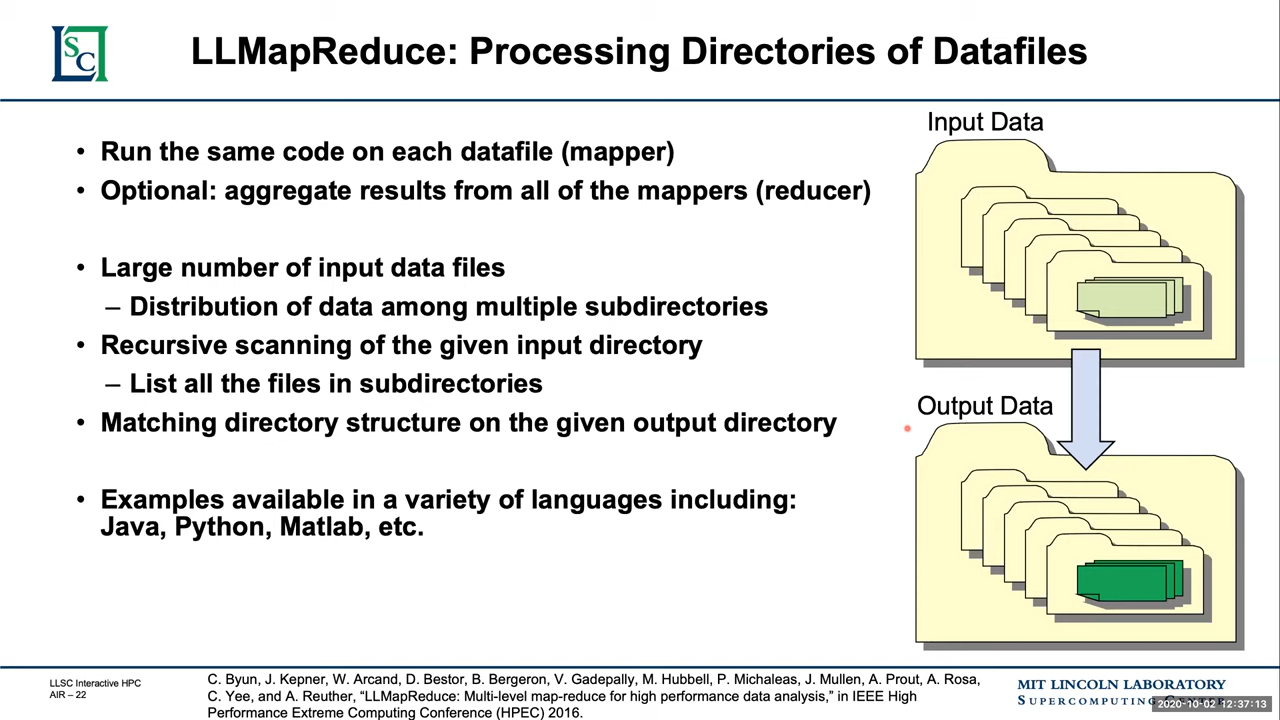 LLMapReduce: Processing Directories of Datafiles
LSC
• Run the same code on each datafile (mapper)
• Optional: aggregate results from all of the mappers (reducer)
• Large number of input data files
– Distribution of data among multiple subdirectories
• Recursive scanning of the given input directory
– List all the files in subdirectories
• Matching directory structure on the given output directory
• Examples available in a variety of languages including:
Java, Python, Matlab, etc.
Input Data
Output Data
LLSC Interactive HPC
AIR – 22
C. Byun, J. Kepner, W. Arcand, D. Bestor, B. Bergeron, V. Gadepally, M. Hubbell, P. Michaleas, J. Mullen, A. Prout, A. Rosa,
C. Yee, and A. Reuther, “LLMapReduce: Multi-level map-reduce for high performance data analysis,” in IEEE High
Performance Extreme Computing Conference (HPEC) 2016.
MIT LINCOLN LABORATORY
SUPERCOMPUTING
2020-10-02 12:37:13